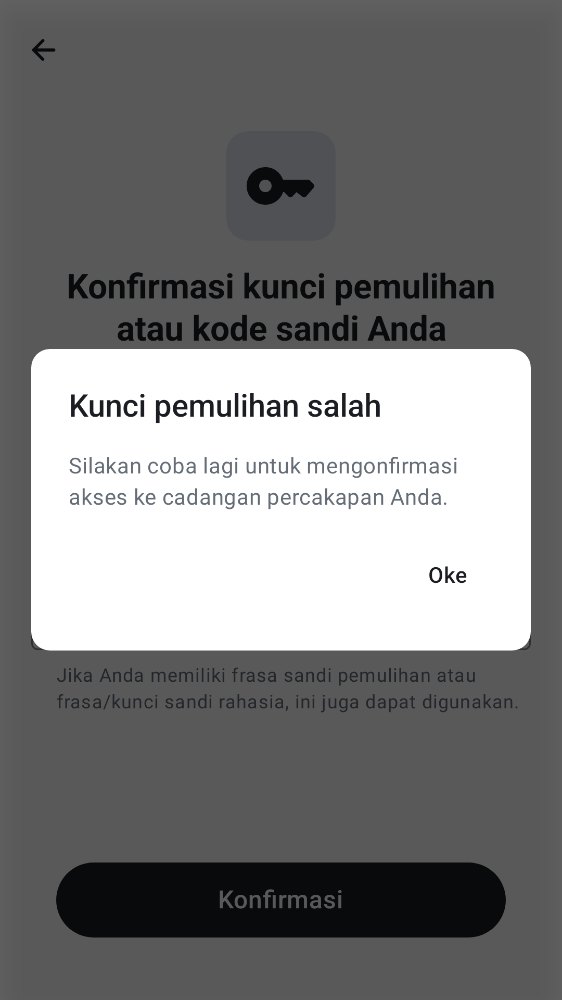 Konfirmasi kunci pemulihan
atau kode sandi Anda
Kunci pemulihan salah
Silakan coba lagi untuk mengonfirmasi
akses ke cadangan percakapan Anda.
Oke
Jika Anda memiliki frasa sandi pemulihan atau
frasa/kunci sandi rahasia, ini juga dapat digunakan.
Konfirmasi